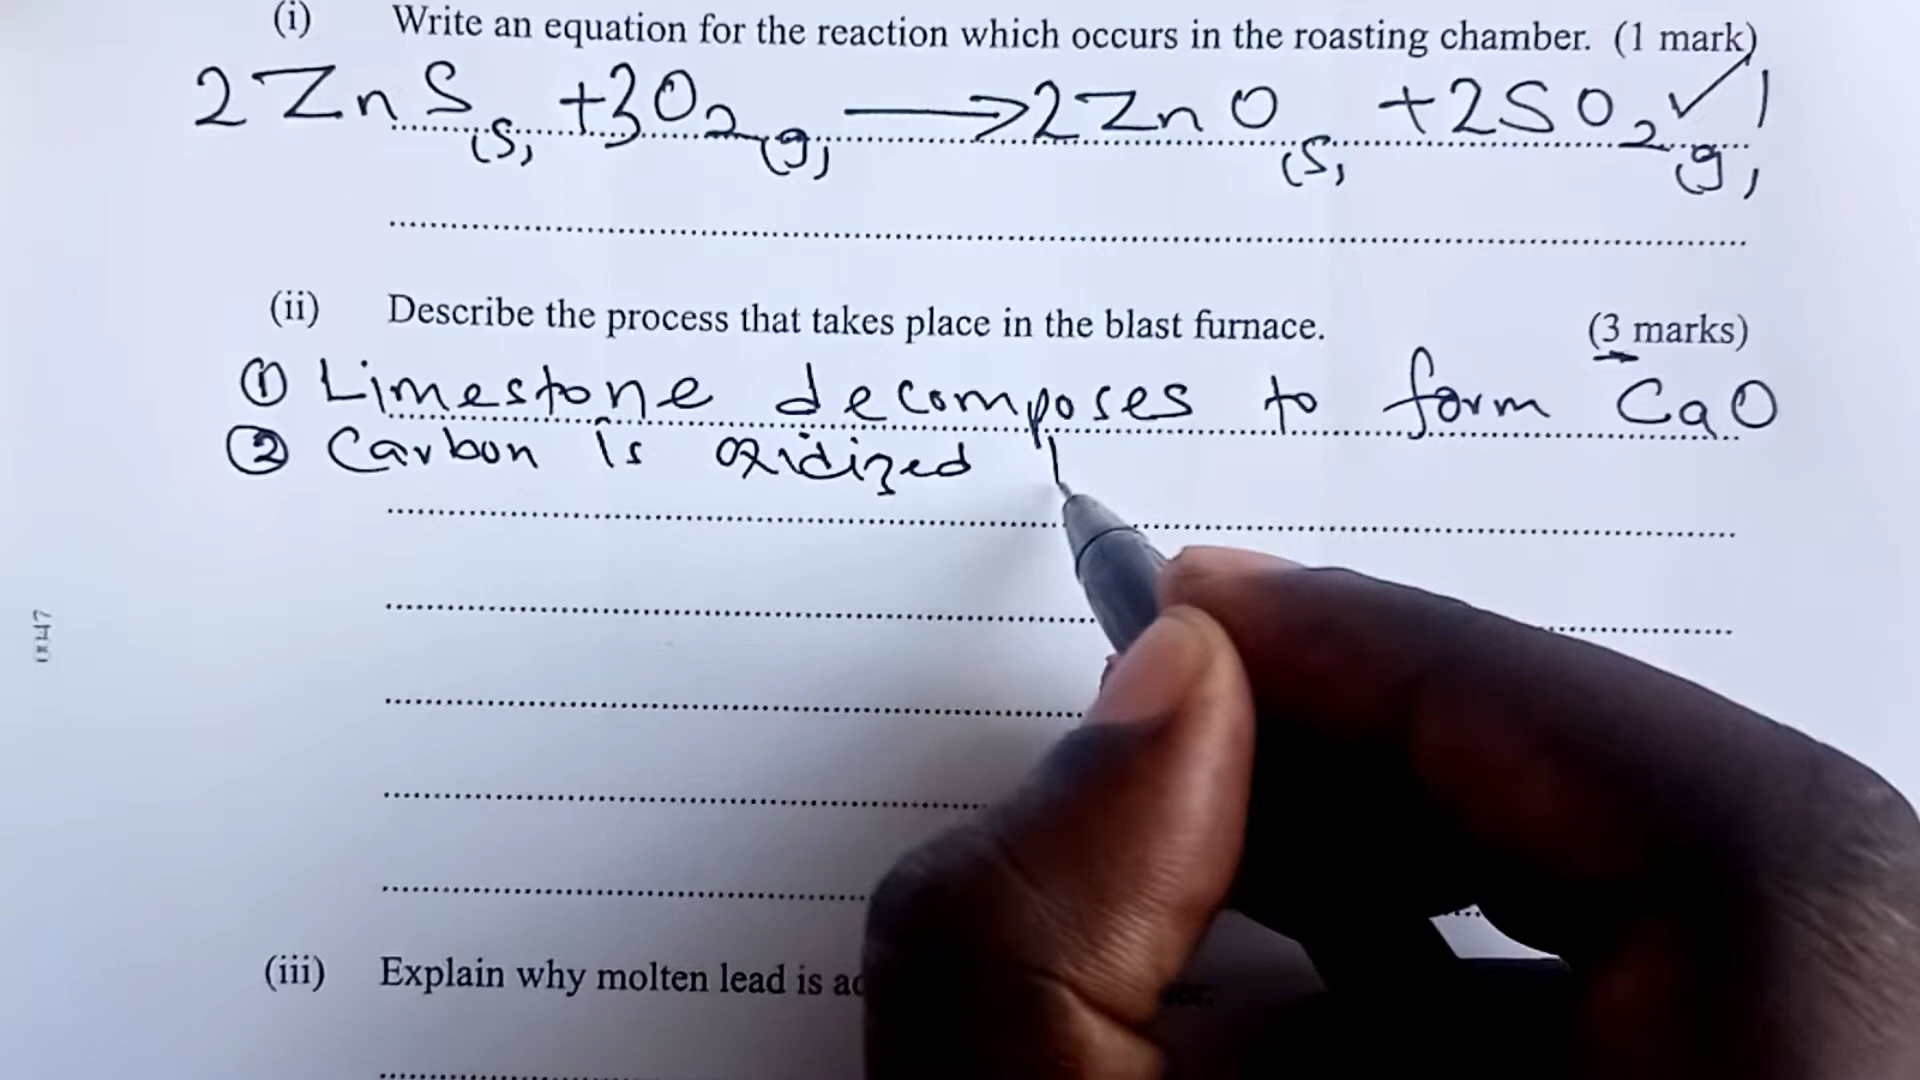 (i) Write an equation for the reaction which occurs in the roasting chamber. (1 mark)
2ZnS(s) + 3O2(g) → 2ZnO(s) + 2SO2(g) ✓1
(ii) Describe the process that takes place in the blast furnace. (3 marks)
① Limestone decomposes to form CaO
② Carbon is oxidized
(iii) Explain why molten lead is